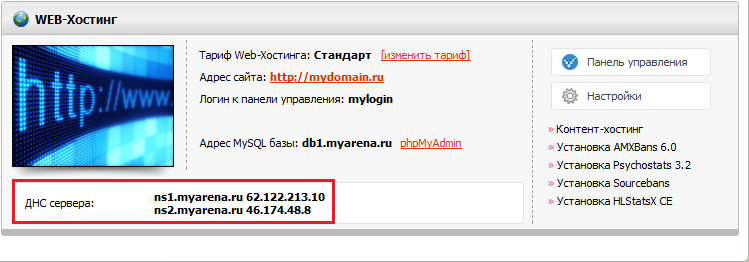 WEB-Хостинг
http://www.
Тариф Web-Хостинга: Стандарт [изменить тариф]
Адрес сайта: http://mydomain.ru
Логин к панели управления: mylogin
Адрес MySQL базы: db1.myarena.ru phpMyAdmin
ДНС сервера:
ns1.myarena.ru 62.122.213.10
ns2.myarena.ru 46.174.48.8
Панель управления
Настройки
» Контент-хостинг
» Установка AMXBans 6.0
» Установка Psychostats 3.2
» Установка Sourcebans
» Установка HLStatsX CE